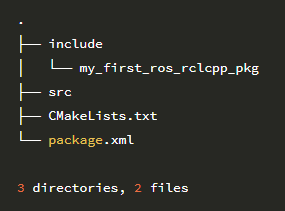 .
├── include
│   └── my_first_ros_rclcpp_pkg
├── src
├── CMakeLists.txt
└── package.xml
3 directories, 2 files